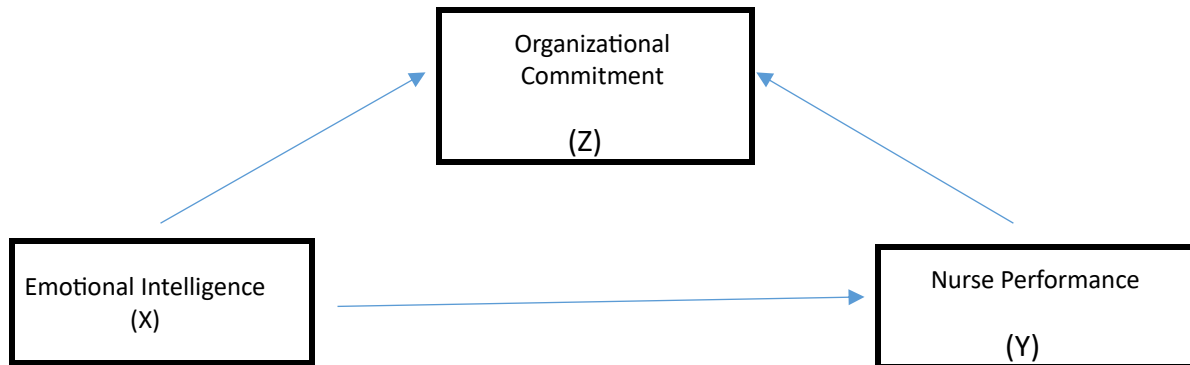 Organizational
Commitment
(Z)
Emotional Intelligence
(X)
Nurse Performance
(Y)